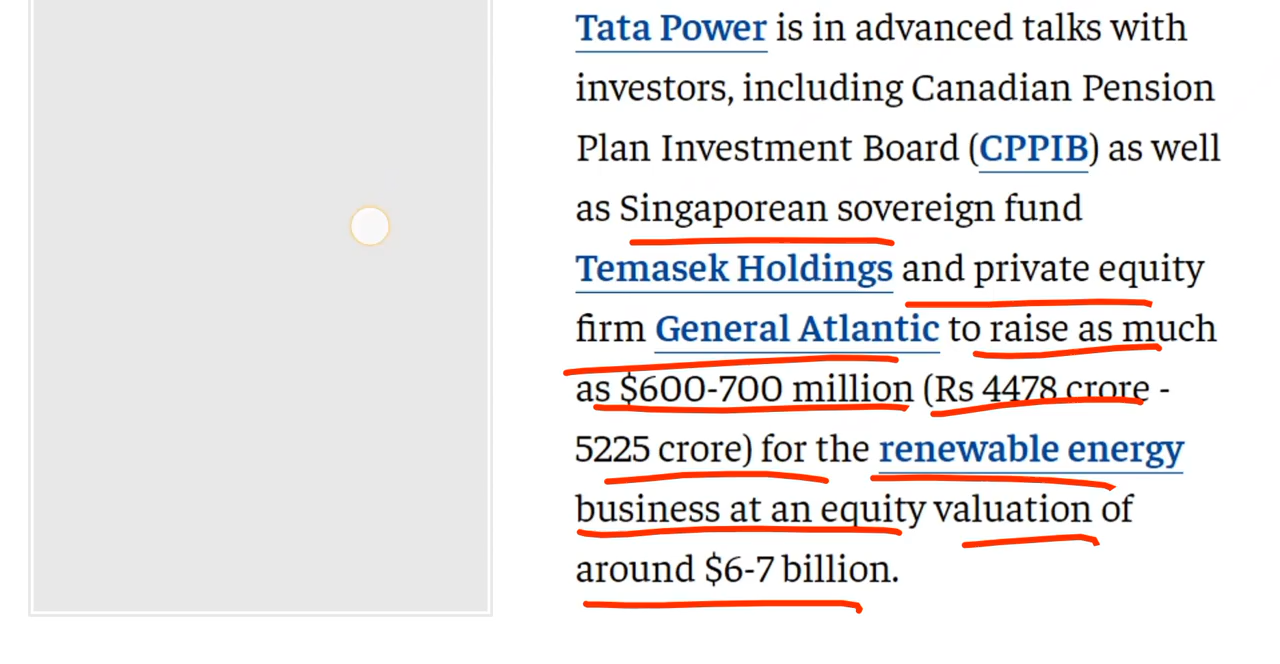 Tata Power is in advanced talks with
investors, including Canadian Pension
Plan Investment Board (CPPIB) as well
as Singaporean sovereign fund
Temasek Holdings and private equity
firm General Atlantic to raise as much
as $600-700 million (Rs 4478 crore -
5225 crore) for the renewable energy
business at an equity valuation of
around $6-7 billion.